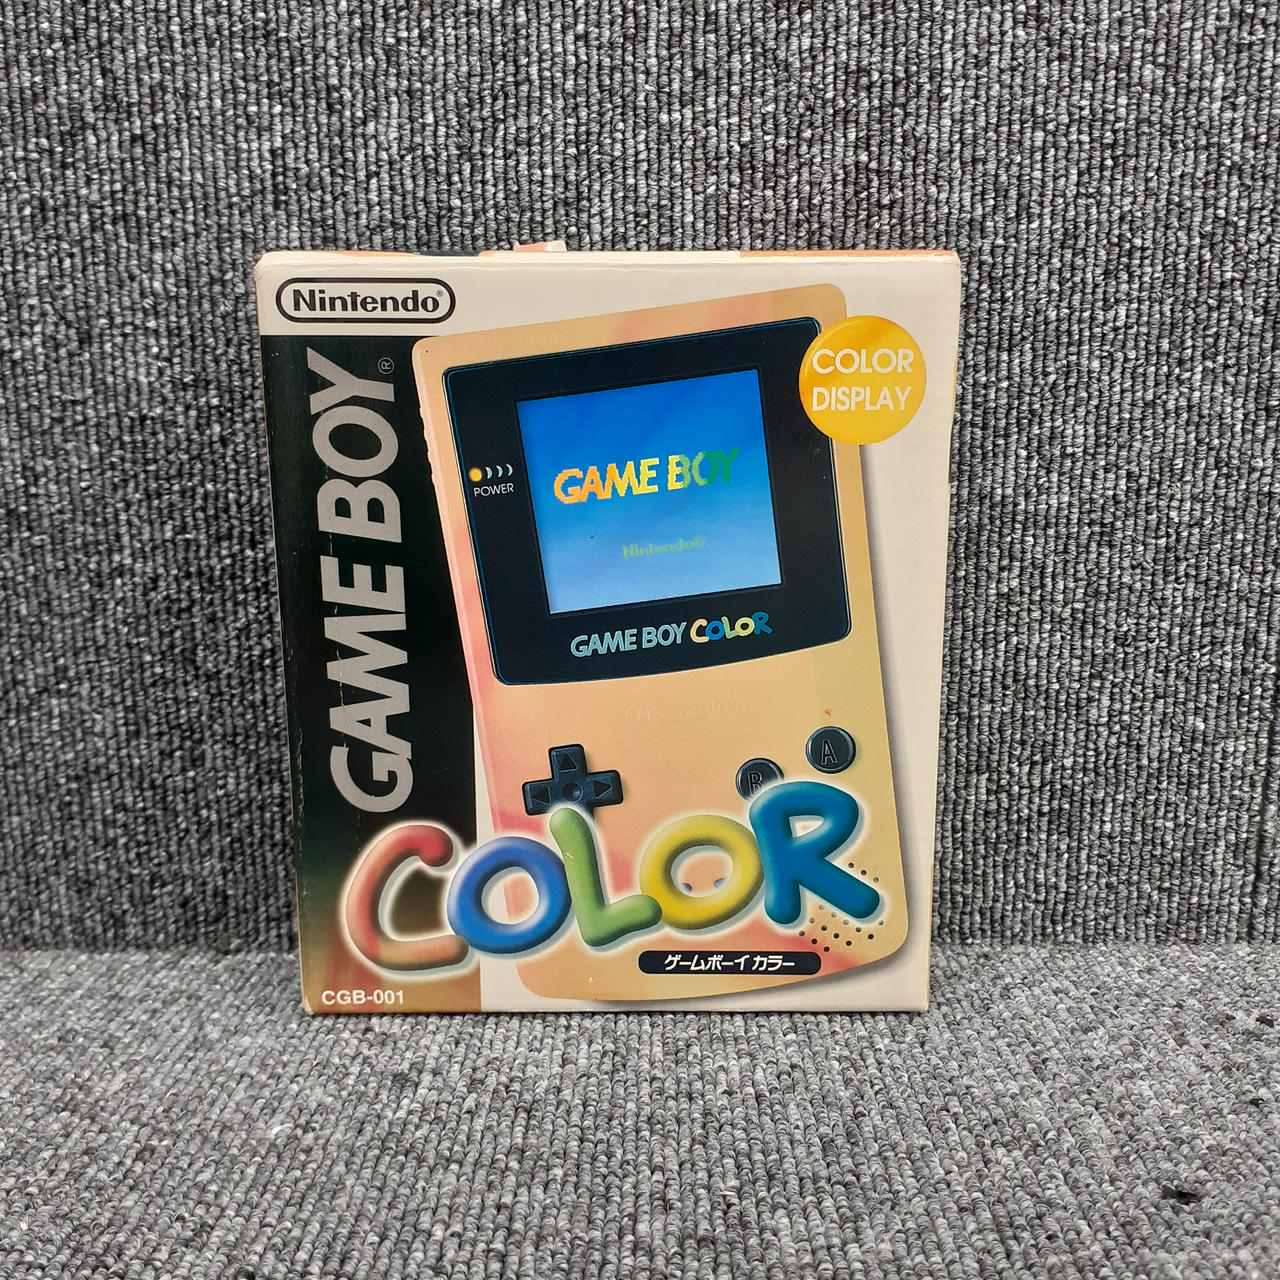 Nintendo®
GAME BOY®
COLOR
DISPLAY
POWER
GAME BOY
Nintendo®
GAME BOY COLOR
Nintendo
A
B
COLOR
ゲームボーイ カラー
CGB-001